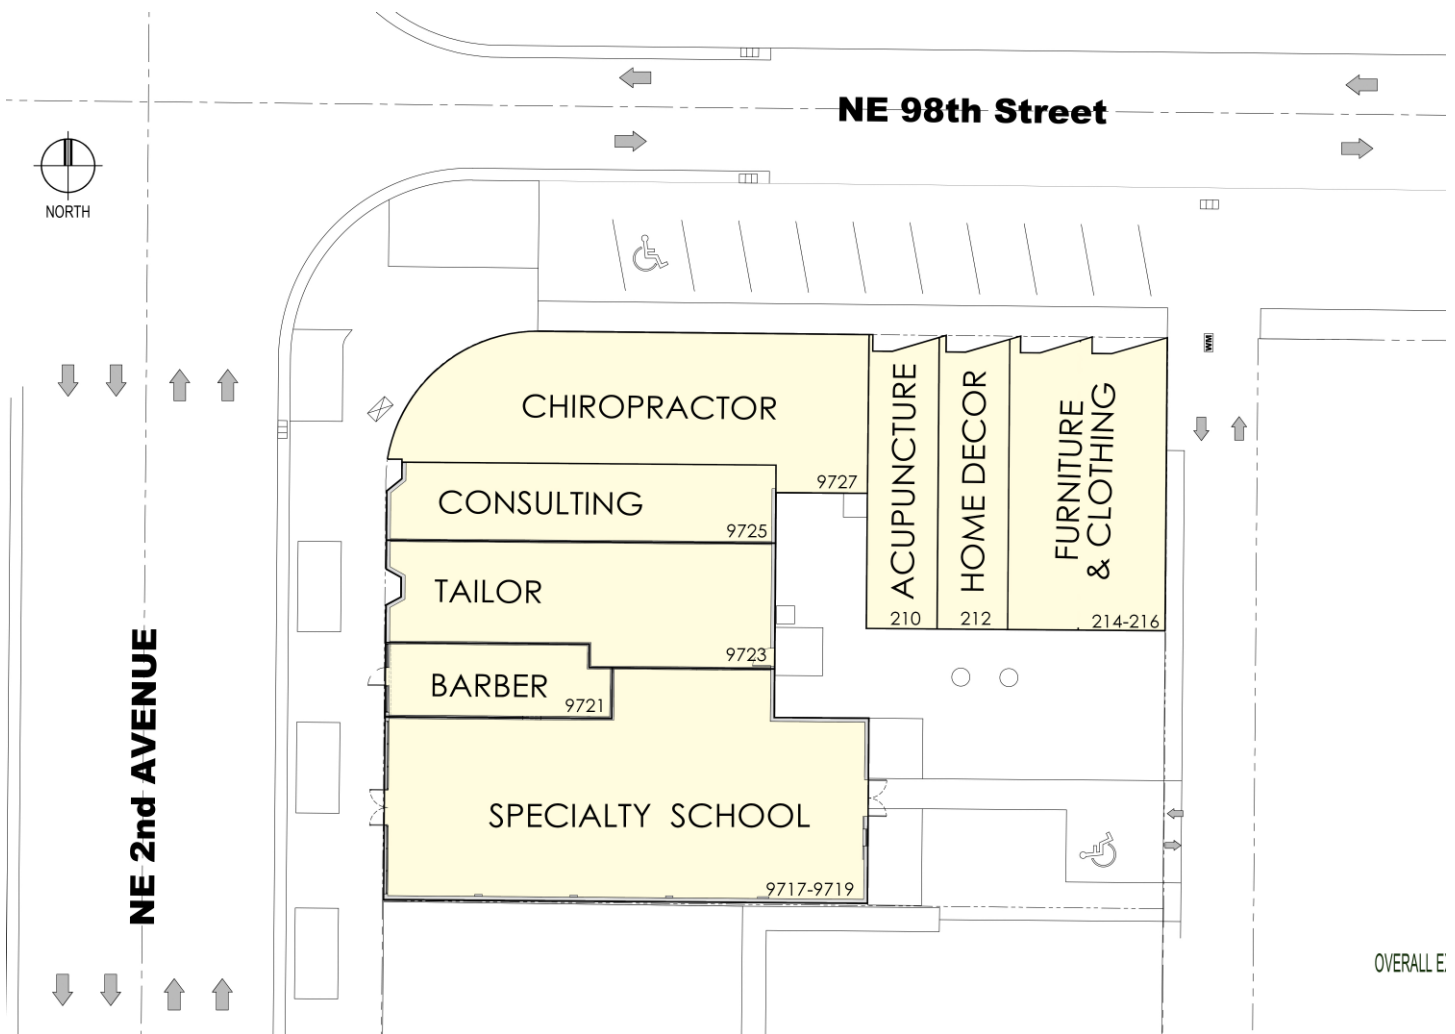 NE 98th Street
NORTH
WM
CHIROPRACTOR
9727
ACUPUNCTURE
210
HOME DECOR
212
FURNITURE
& CLOTHING
214-216
CONSULTING
9725
TAILOR
9723
BARBER
9721
NE 2nd AVENUE
SPECIALTY SCHOOL
9717-9719
OVERALL